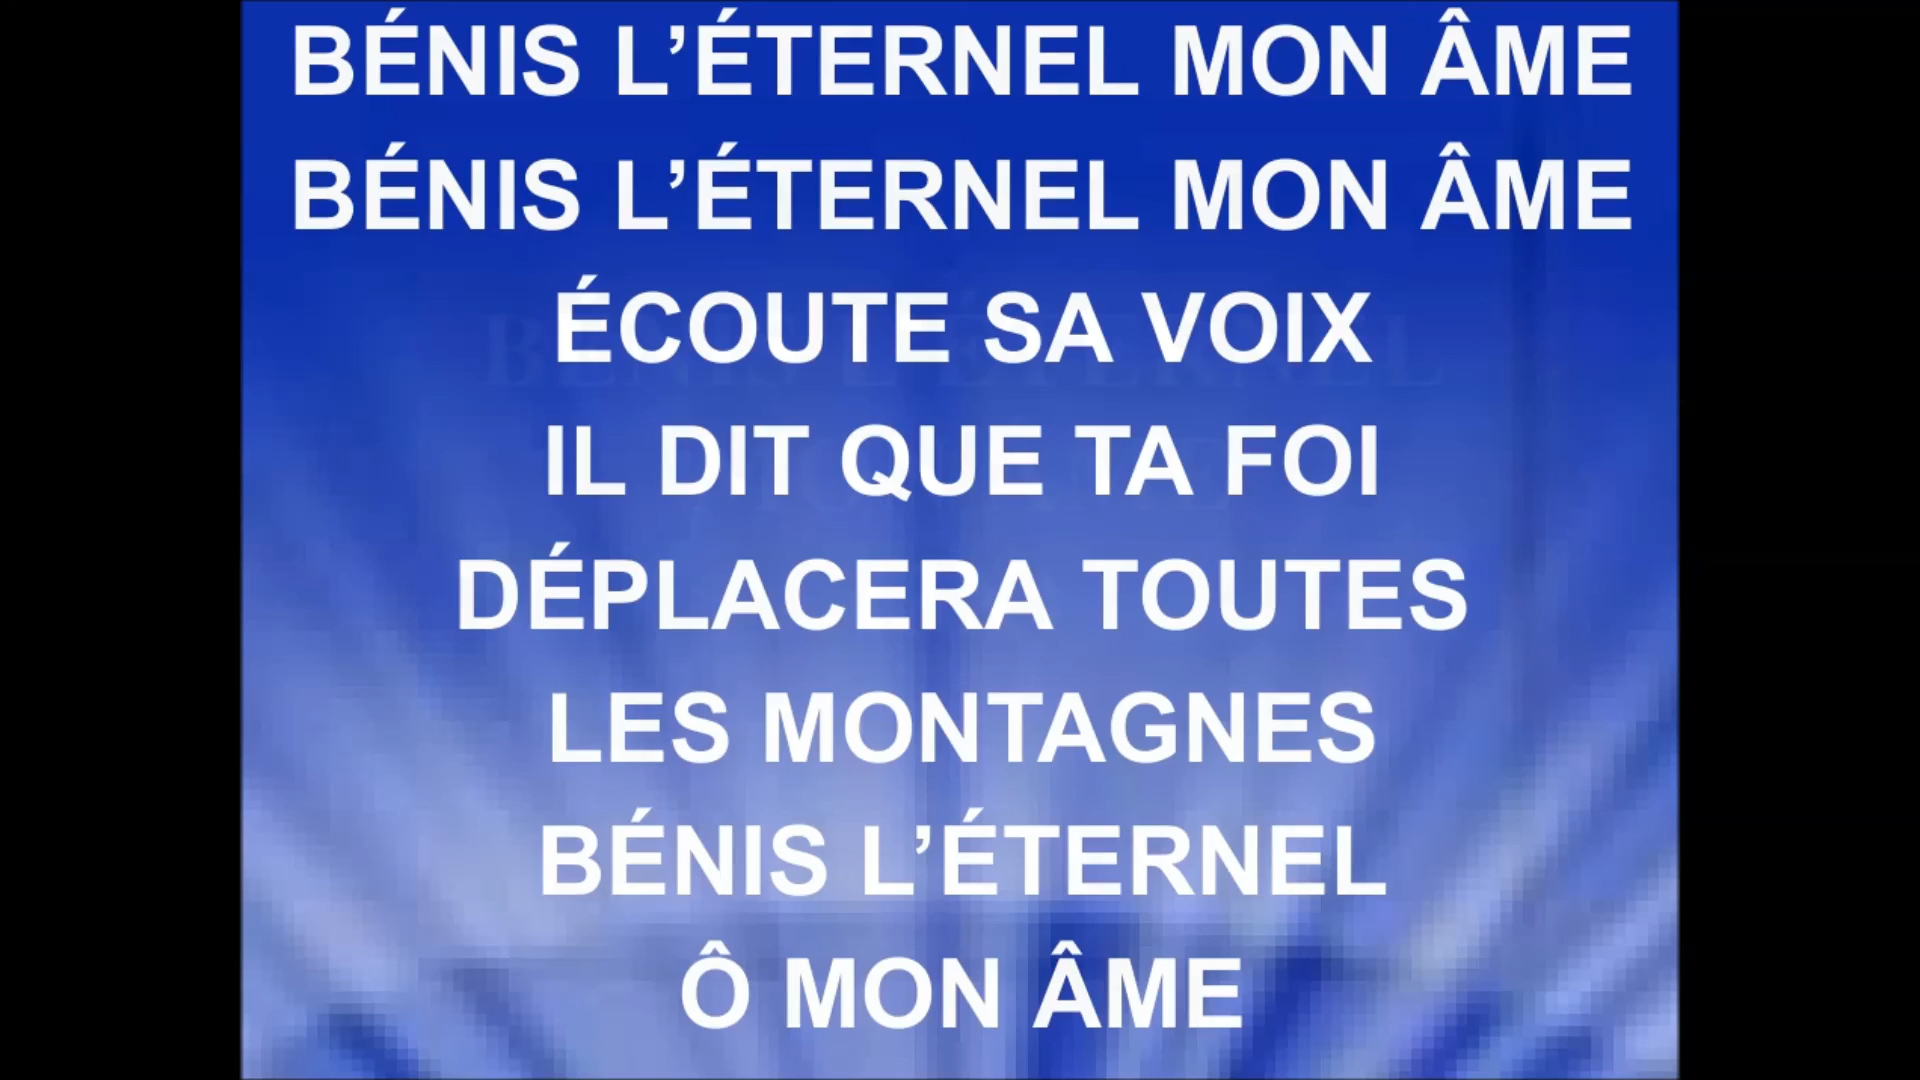 BÉNIS L’ÉTERNEL MON ÂME
BÉNIS L’ÉTERNEL MON ÂME
ÉCOUTE SA VOIX
IL DIT QUE TA FOI
DÉPLACERA TOUTES
LES MONTAGNES
BÉNIS L’ÉTERNEL
Ô MON ÂME